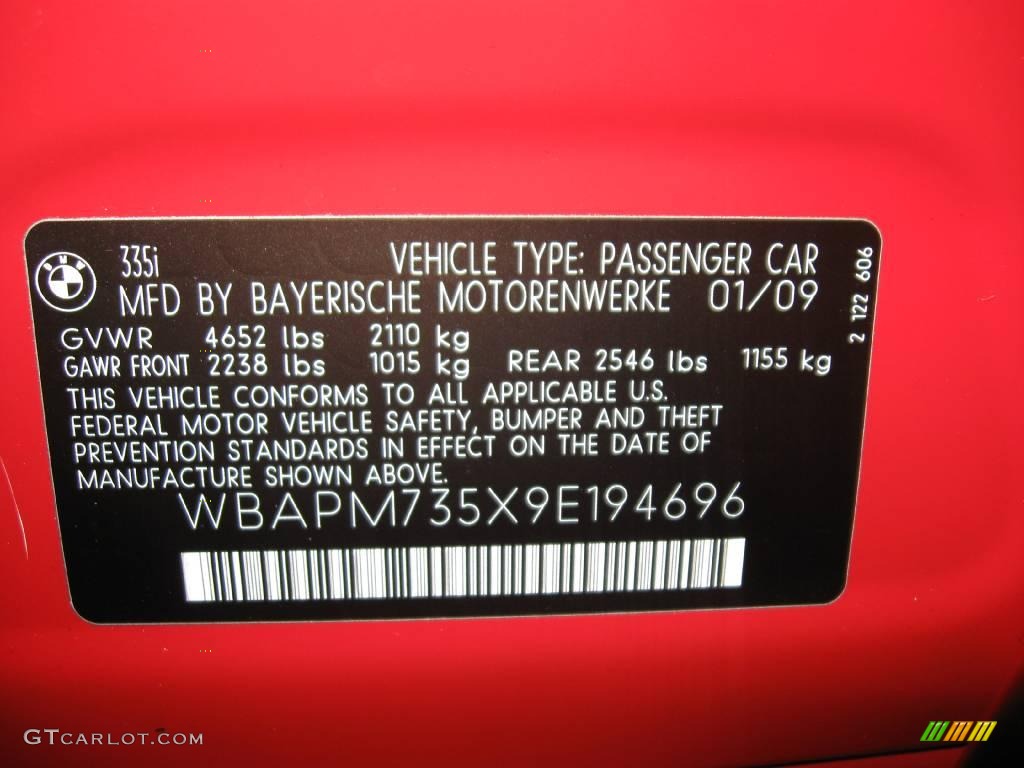 BMW
335i VEHICLE TYPE: PASSENGER CAR
MFD BY BAYERISCHE MOTORENWERKE 01/09
GVWR 4652 lbs 2110 kg
GAWR FRONT 2238 lbs 1015 kg REAR 2546 lbs 1155 kg
THIS VEHICLE CONFORMS TO ALL APPLICABLE U.S.
FEDERAL MOTOR VEHICLE SAFETY, BUMPER AND THEFT
PREVENTION STANDARDS IN EFFECT ON THE DATE OF
MANUFACTURE SHOWN ABOVE.
WBAPM735X9E194696
2 122 606
GTCARLOT.COM